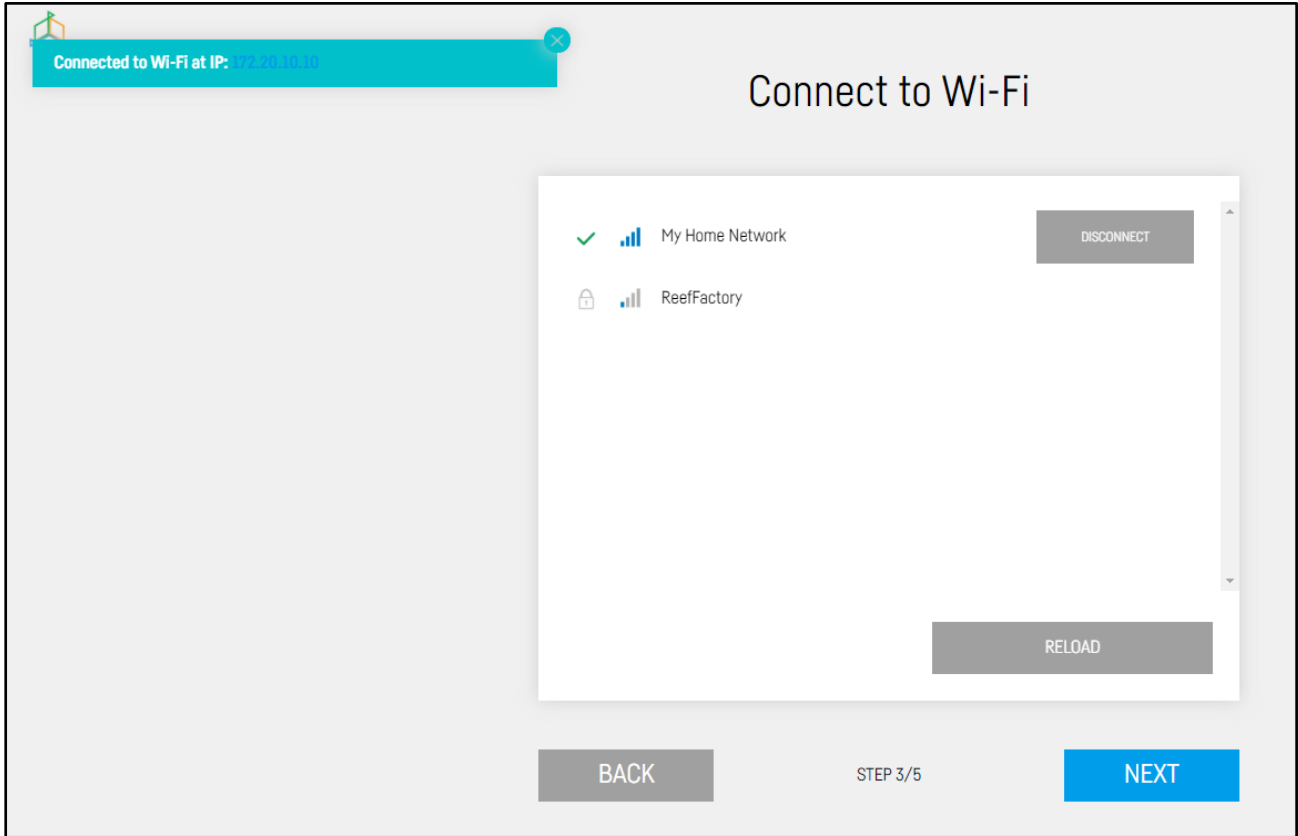 Connected to Wi-Fi at IP: 172.20.10.10
Connect to Wi-Fi
My Home Network
DISCONNECT
ReefFactory
RELOAD
BACK
STEP 3/5
NEXT